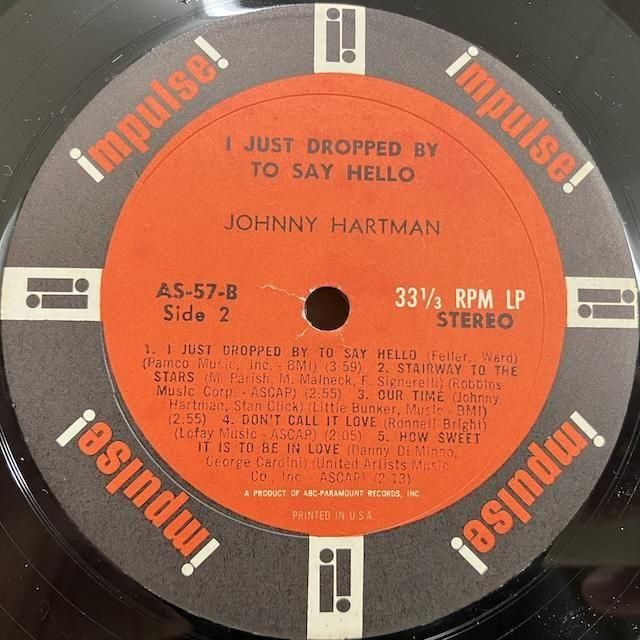 impulse!
impulse!
I JUST DROPPED BY
TO SAY HELLO
JOHNNY HARTMAN
AS-57-B
Side 2
33 1/3 RPM LP
STEREO
1. I JUST DROPPED BY TO SAY HELLO (Feller, Ward)
(Pamco Music, Inc. - BMI) (3:59) 2. STAIRWAY TO THE
STARS (M. Parish, M. Malneck, F. Signerelli) (Robbins
Music Corp. - ASCAP) (2:55) 3. OUR TIME (Johnny
Hartman, Stan Glick) (Little Bunker, Music - BMI)
(2:55) 4. DON'T CALL IT LOVE (Ronnell Bright)
(Lefay Music - ASCAP) (2:05) 5. HOW SWEET
IT IS TO BE IN LOVE (Danny Di Minno,
George Cardini) (United Artists Music
Co., Inc. - ASCAP) (2:13)
A PRODUCT OF ABC-PARAMOUNT RECORDS, INC.
PRINTED IN U.S.A.
impulse!
impulse!